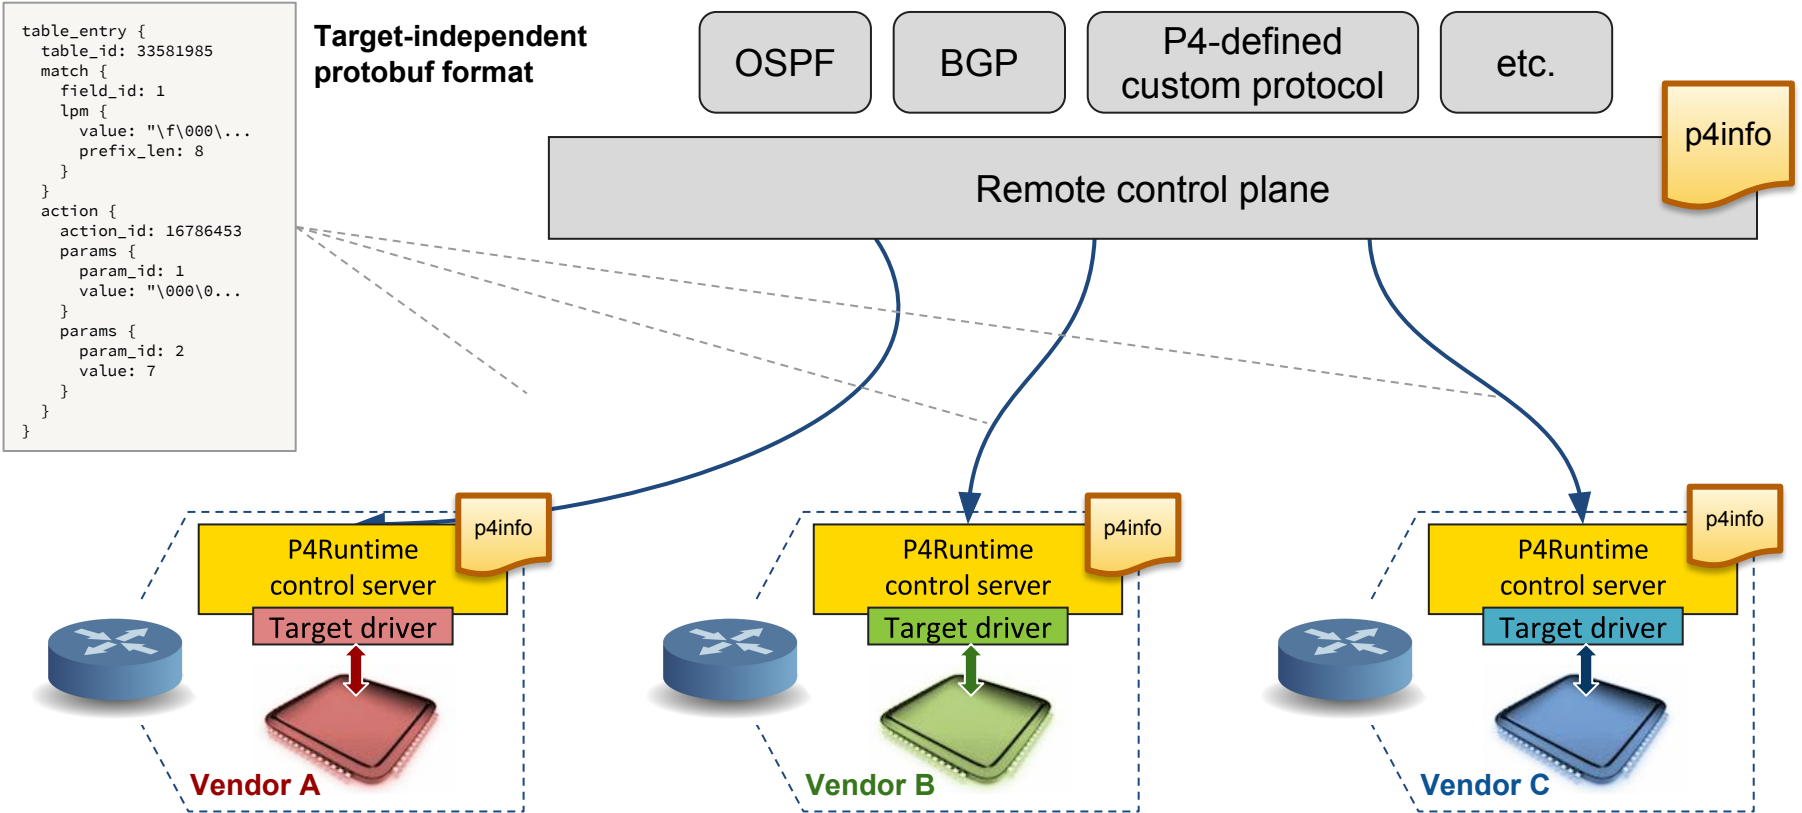 table_entry {
  table_id: 33581985
  match {
    field_id: 1
    lpm {
      value: "\f\000\...
      prefix_len: 8
    }
  }
  action {
    action_id: 16786453
    params {
      param_id: 1
      value: "\000\0...
    }
    params {
      param_id: 2
      value: 7
    }
  }
}
Target-independent
protobuf format
OSPF
BGP
P4-defined
custom protocol
etc.
p4info
Remote control plane
p4info
P4Runtime
control server
Target driver
Vendor A
p4info
P4Runtime
control server
Target driver
Vendor B
p4info
P4Runtime
control server
Target driver
Vendor C